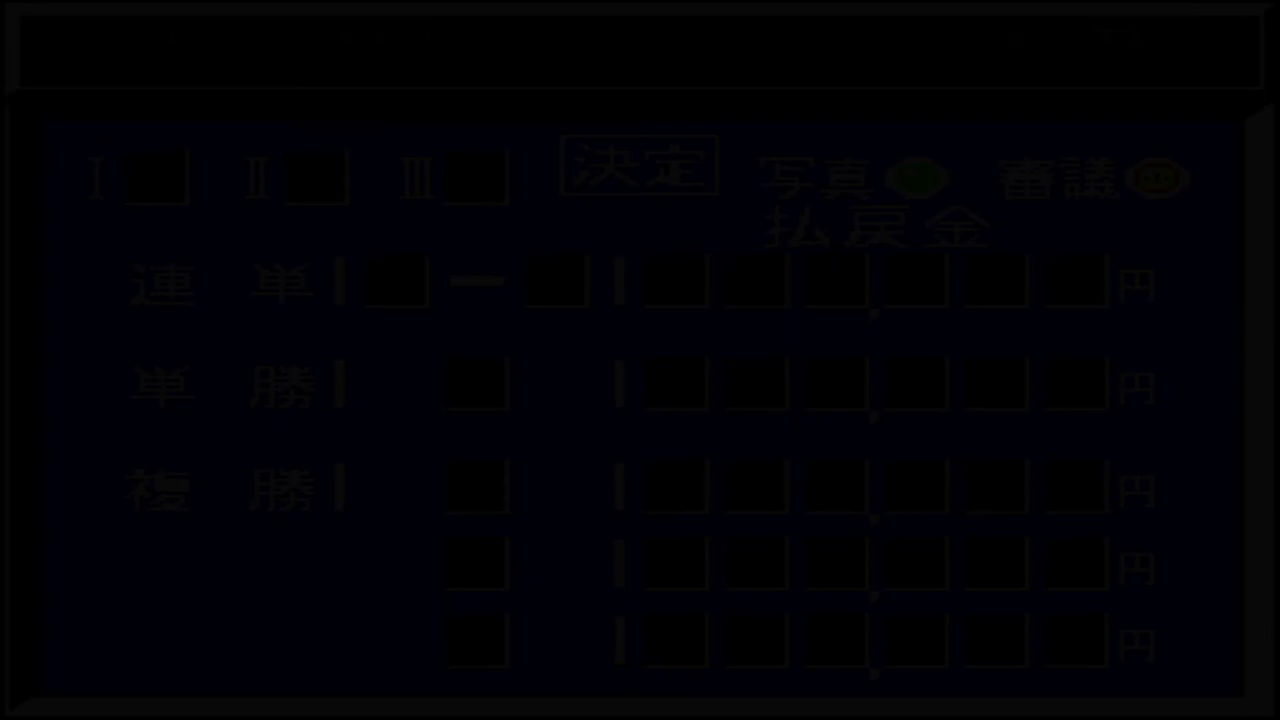 Ⅰ Ⅱ Ⅲ 決定 写真 審議
払戻金
連 単 ー , 円
単 勝 , 円
複 勝 , 円
, 円
, 円